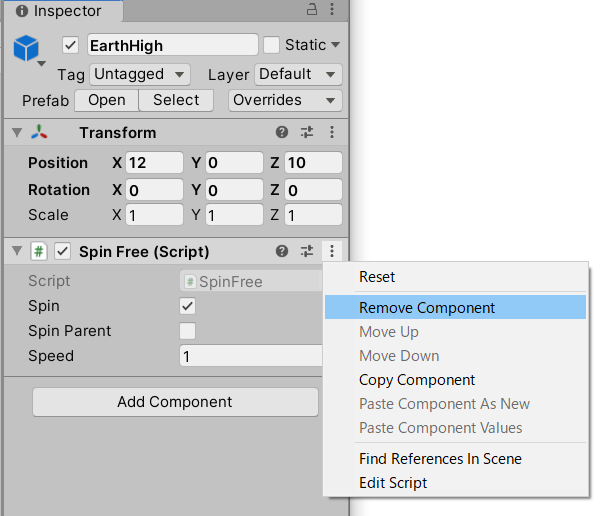 Inspector
EarthHigh Static
Tag Untagged Layer Default
Prefab Open Select Overrides
Transform
Position X 12 Y 0 Z 10
Rotation X 0 Y 0 Z 0
Scale X 1 Y 1 Z 1
# Spin Free (Script)
Script # SpinFree
Spin
Spin Parent
Speed 1
Add Component
Reset
Remove Component
Move Up
Move Down
Copy Component
Paste Component As New
Paste Component Values
Find References In Scene
Edit Script